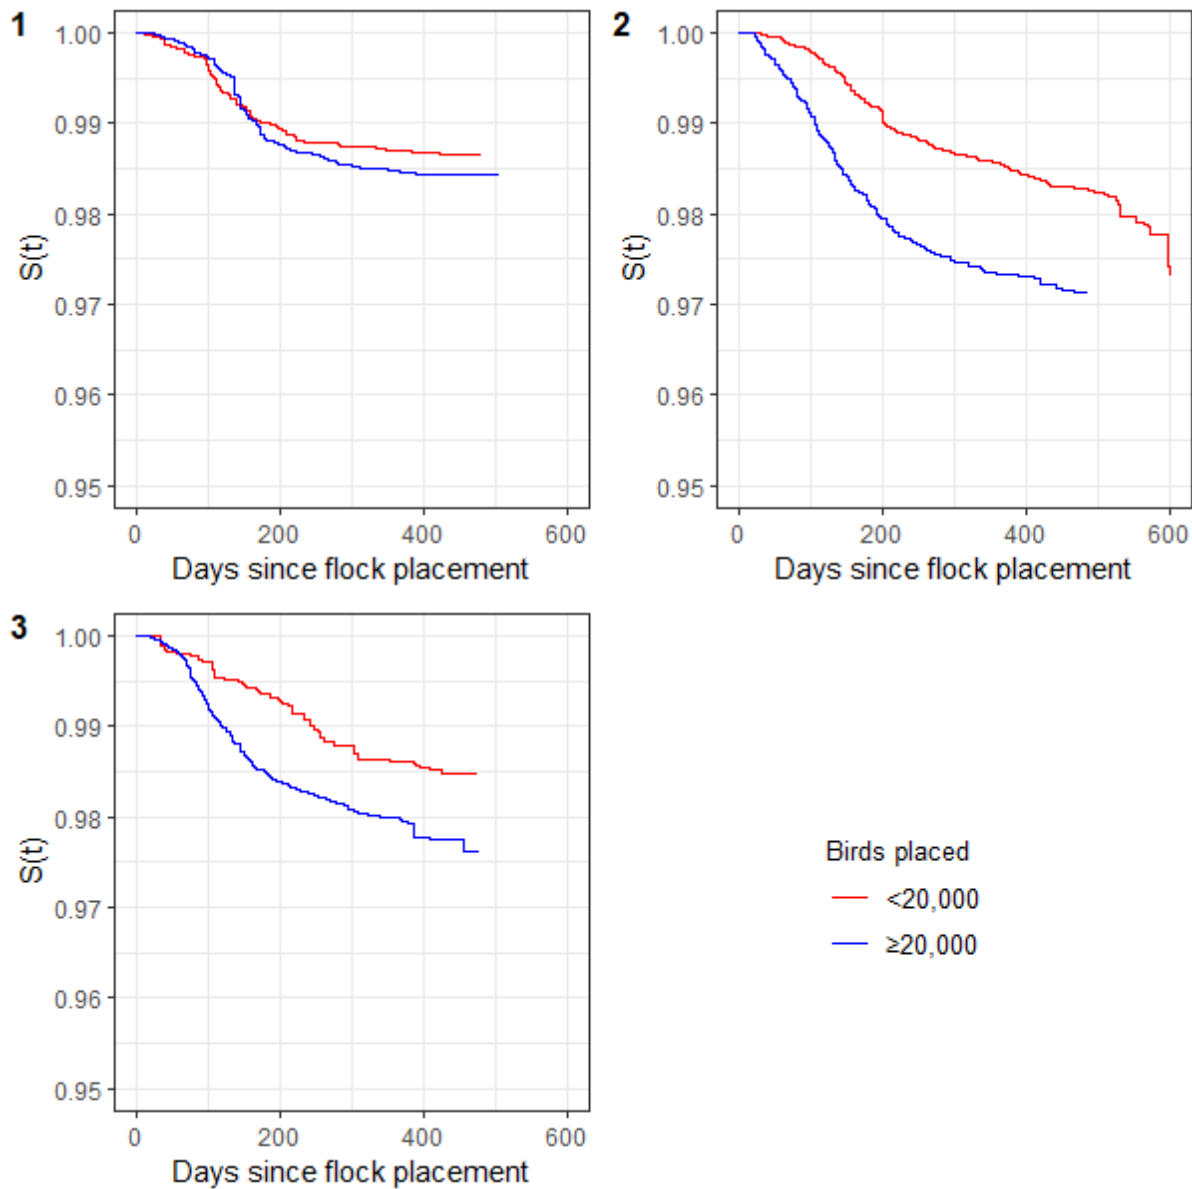 1
1.00
0.99
0.98
0.97
0.96
0.95
S(t)
0 200 400 600
Days since flock placement
2
1.00
0.99
0.98
0.97
0.96
0.95
S(t)
0 200 400 600
Days since flock placement
3
1.00
0.99
0.98
0.97
0.96
0.95
S(t)
0 200 400 600
Days since flock placement
Birds placed
<20,000
≥20,000